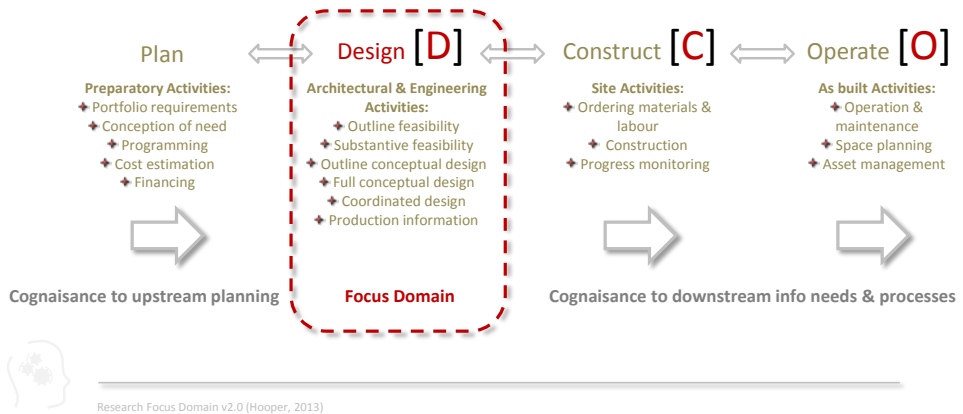 Plan
Preparatory Activities:
Portfolio requirements
Conception of need
Programming
Cost estimation
Financing
Cognaisance to upstream planning
Design [D]
Architectural & Engineering
Activities:
Outline feasibility
Substantive feasibility
Outline conceptual design
Full conceptual design
Coordinated design
Production information
Focus Domain
Construct [C]
Site Activities:
Ordering materials &
labour
Construction
Progress monitoring
Operate [O]
As built Activities:
Operation &
maintenance
Space planning
Asset management
Cognaisance to downstream info needs & processes
Research Focus Domain v2.0 (Hooper, 2013)